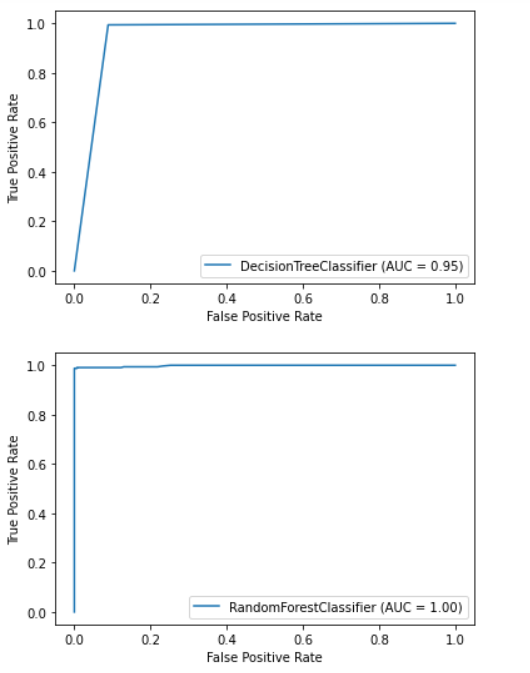 1.0
0.8
0.6
0.4
0.2
0.0
True Positive Rate
DecisionTreeClassifier (AUC = 0.95)
0.0 0.2 0.4 0.6 0.8 1.0
False Positive Rate
1.0
0.8
0.6
0.4
0.2
0.0
True Positive Rate
RandomForestClassifier (AUC = 1.00)
0.0 0.2 0.4 0.6 0.8 1.0
False Positive Rate